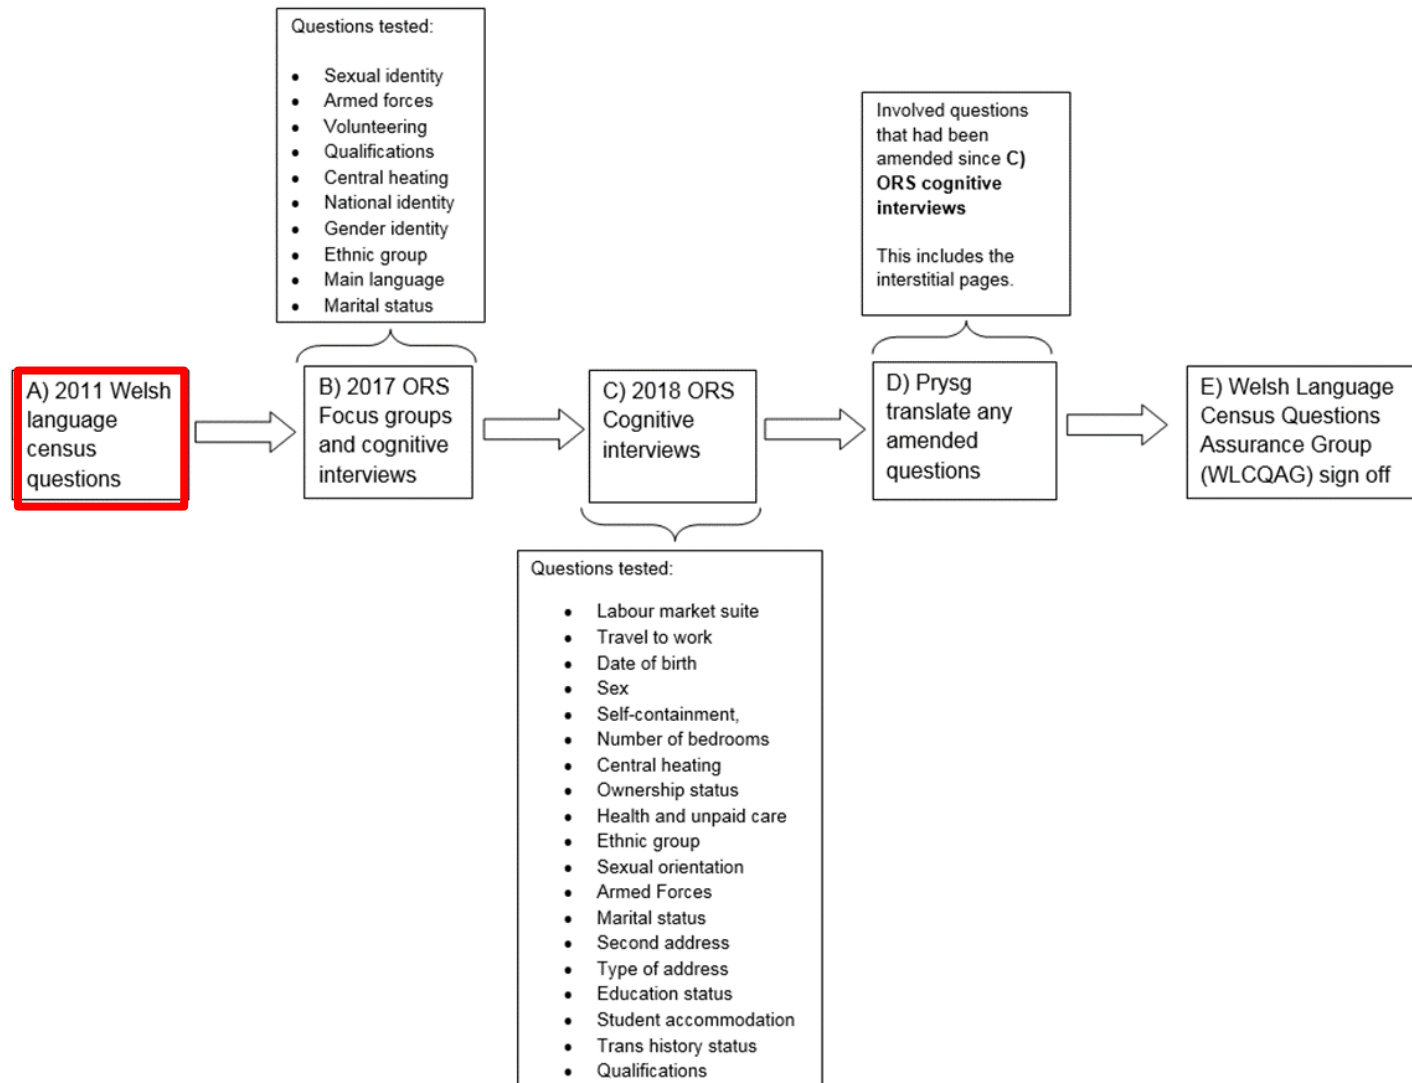 Questions tested:
• Sexual identity
• Armed forces
• Volunteering
• Qualifications
• Central heating
• National identity
• Gender identity
• Ethnic group
• Main language
• Marital status
Involved questions
that had been
amended since C)
ORS cognitive
interviews
This includes the
interstitial pages.
A) 2011 Welsh
language
census
questions
B) 2017 ORS
Focus groups
and cognitive
interviews
C) 2018 ORS
Cognitive
interviews
D) Prysg
translate any
amended
questions
E) Welsh Language
Census Questions
Assurance Group
(WLCQAG) sign off
Questions tested:
• Labour market suite
• Travel to work
• Date of birth
• Sex
• Self-containment,
• Number of bedrooms
• Central heating
• Ownership status
• Health and unpaid care
• Ethnic group
• Sexual orientation
• Armed Forces
• Marital status
• Second address
• Type of address
• Education status
• Student accommodation
• Trans history status
• Qualifications